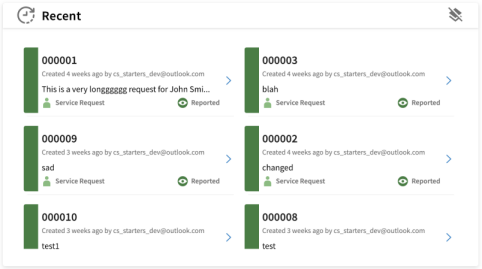 Recent
000001
Created 4 weeks ago by cs_starters_dev@outlook.com
This is a very longggggg request for John Smi...
Service Request Reported
000003
Created 4 weeks ago by cs_starters_dev@outlook.com
blah
Service Request Reported
000009
Created 3 weeks ago by cs_starters_dev@outlook.com
sad
Service Request Reported
000002
Created 4 weeks ago by cs_starters_dev@outlook.com
changed
Service Request Reported
000010
Created 3 weeks ago by cs_starters_dev@outlook.com
test1
000008
Created 3 weeks ago by cs_starters_dev@outlook.com
test